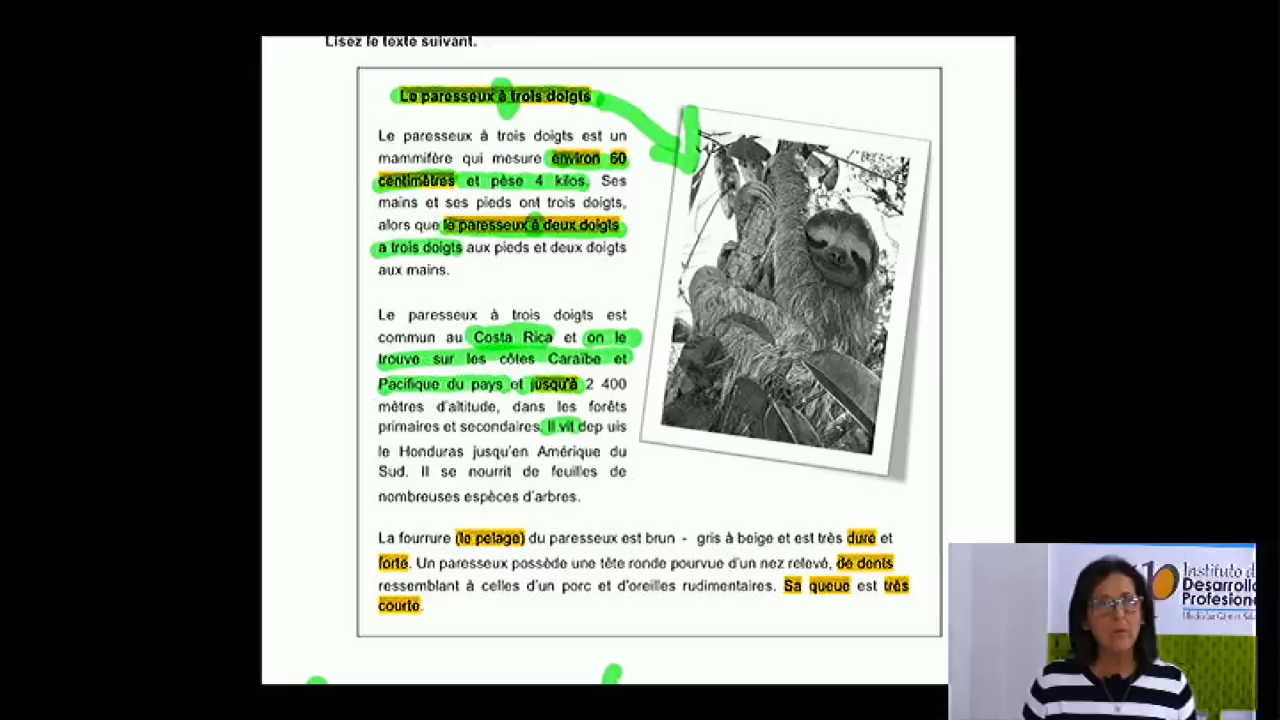 Lisez le texte suivant.
Le paresseux à trois doigts
Le paresseux à trois doigts est un
mammifère qui mesure environ 60
centimètres et pèse 4 kilos. Ses
mains et ses pieds ont trois doigts,
alors que le paresseux à deux doigts
a trois doigts aux pieds et deux doigts
aux mains.
Le paresseux à trois doigts est
commun au Costa Rica et on le
trouve sur les côtes Caraïbe et
Pacifique du pays et jusqu'à 2 400
mètres d'altitude, dans les forêts
primaires et secondaires. Il vit dep uis
le Honduras jusqu'en Amérique du
Sud. Il se nourrit de feuilles de
nombreuses espèces d'arbres.
La fourrure (le pelage) du paresseux est brun - gris à beige et est très dure et
forte. Un paresseux possède une tête ronde pourvue d'un nez relevé, de dents
ressemblant à celles d'un porc et d'oreilles rudimentaires. Sa queue est très
courte.
10
Instituto d
Desarroll
Profesion